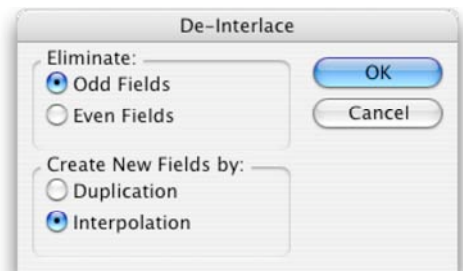 De-Interlace
Eliminate:
Odd Fields
Even Fields
OK
Cancel
Create New Fields by:
Duplication
Interpolation